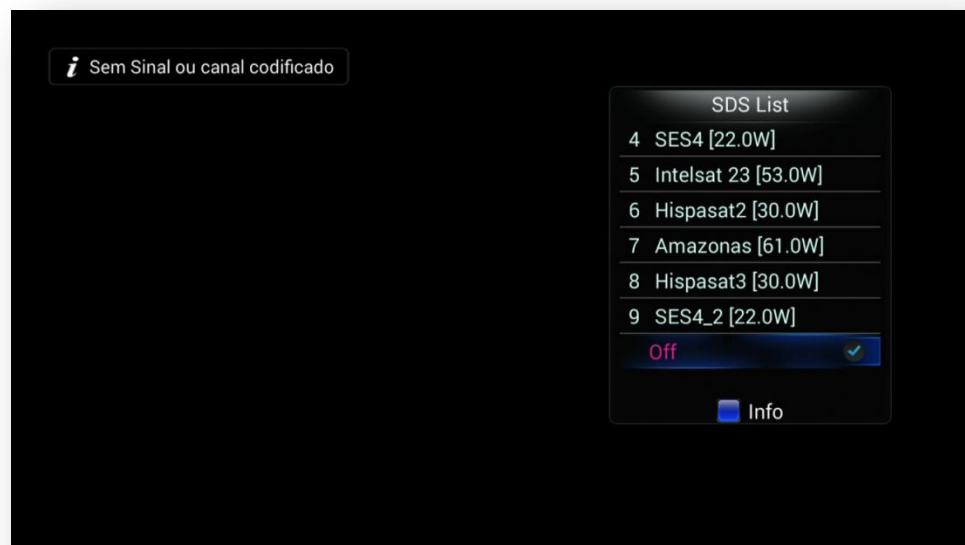 i Sem Sinal ou canal codificado
SDS List
4 SES4 [22.0W]
5 Intelsat 23 [53.0W]
6 Hispasat2 [30.0W]
7 Amazonas [61.0W]
8 Hispasat3 [30.0W]
9 SES4_2 [22.0W]
Off
Info